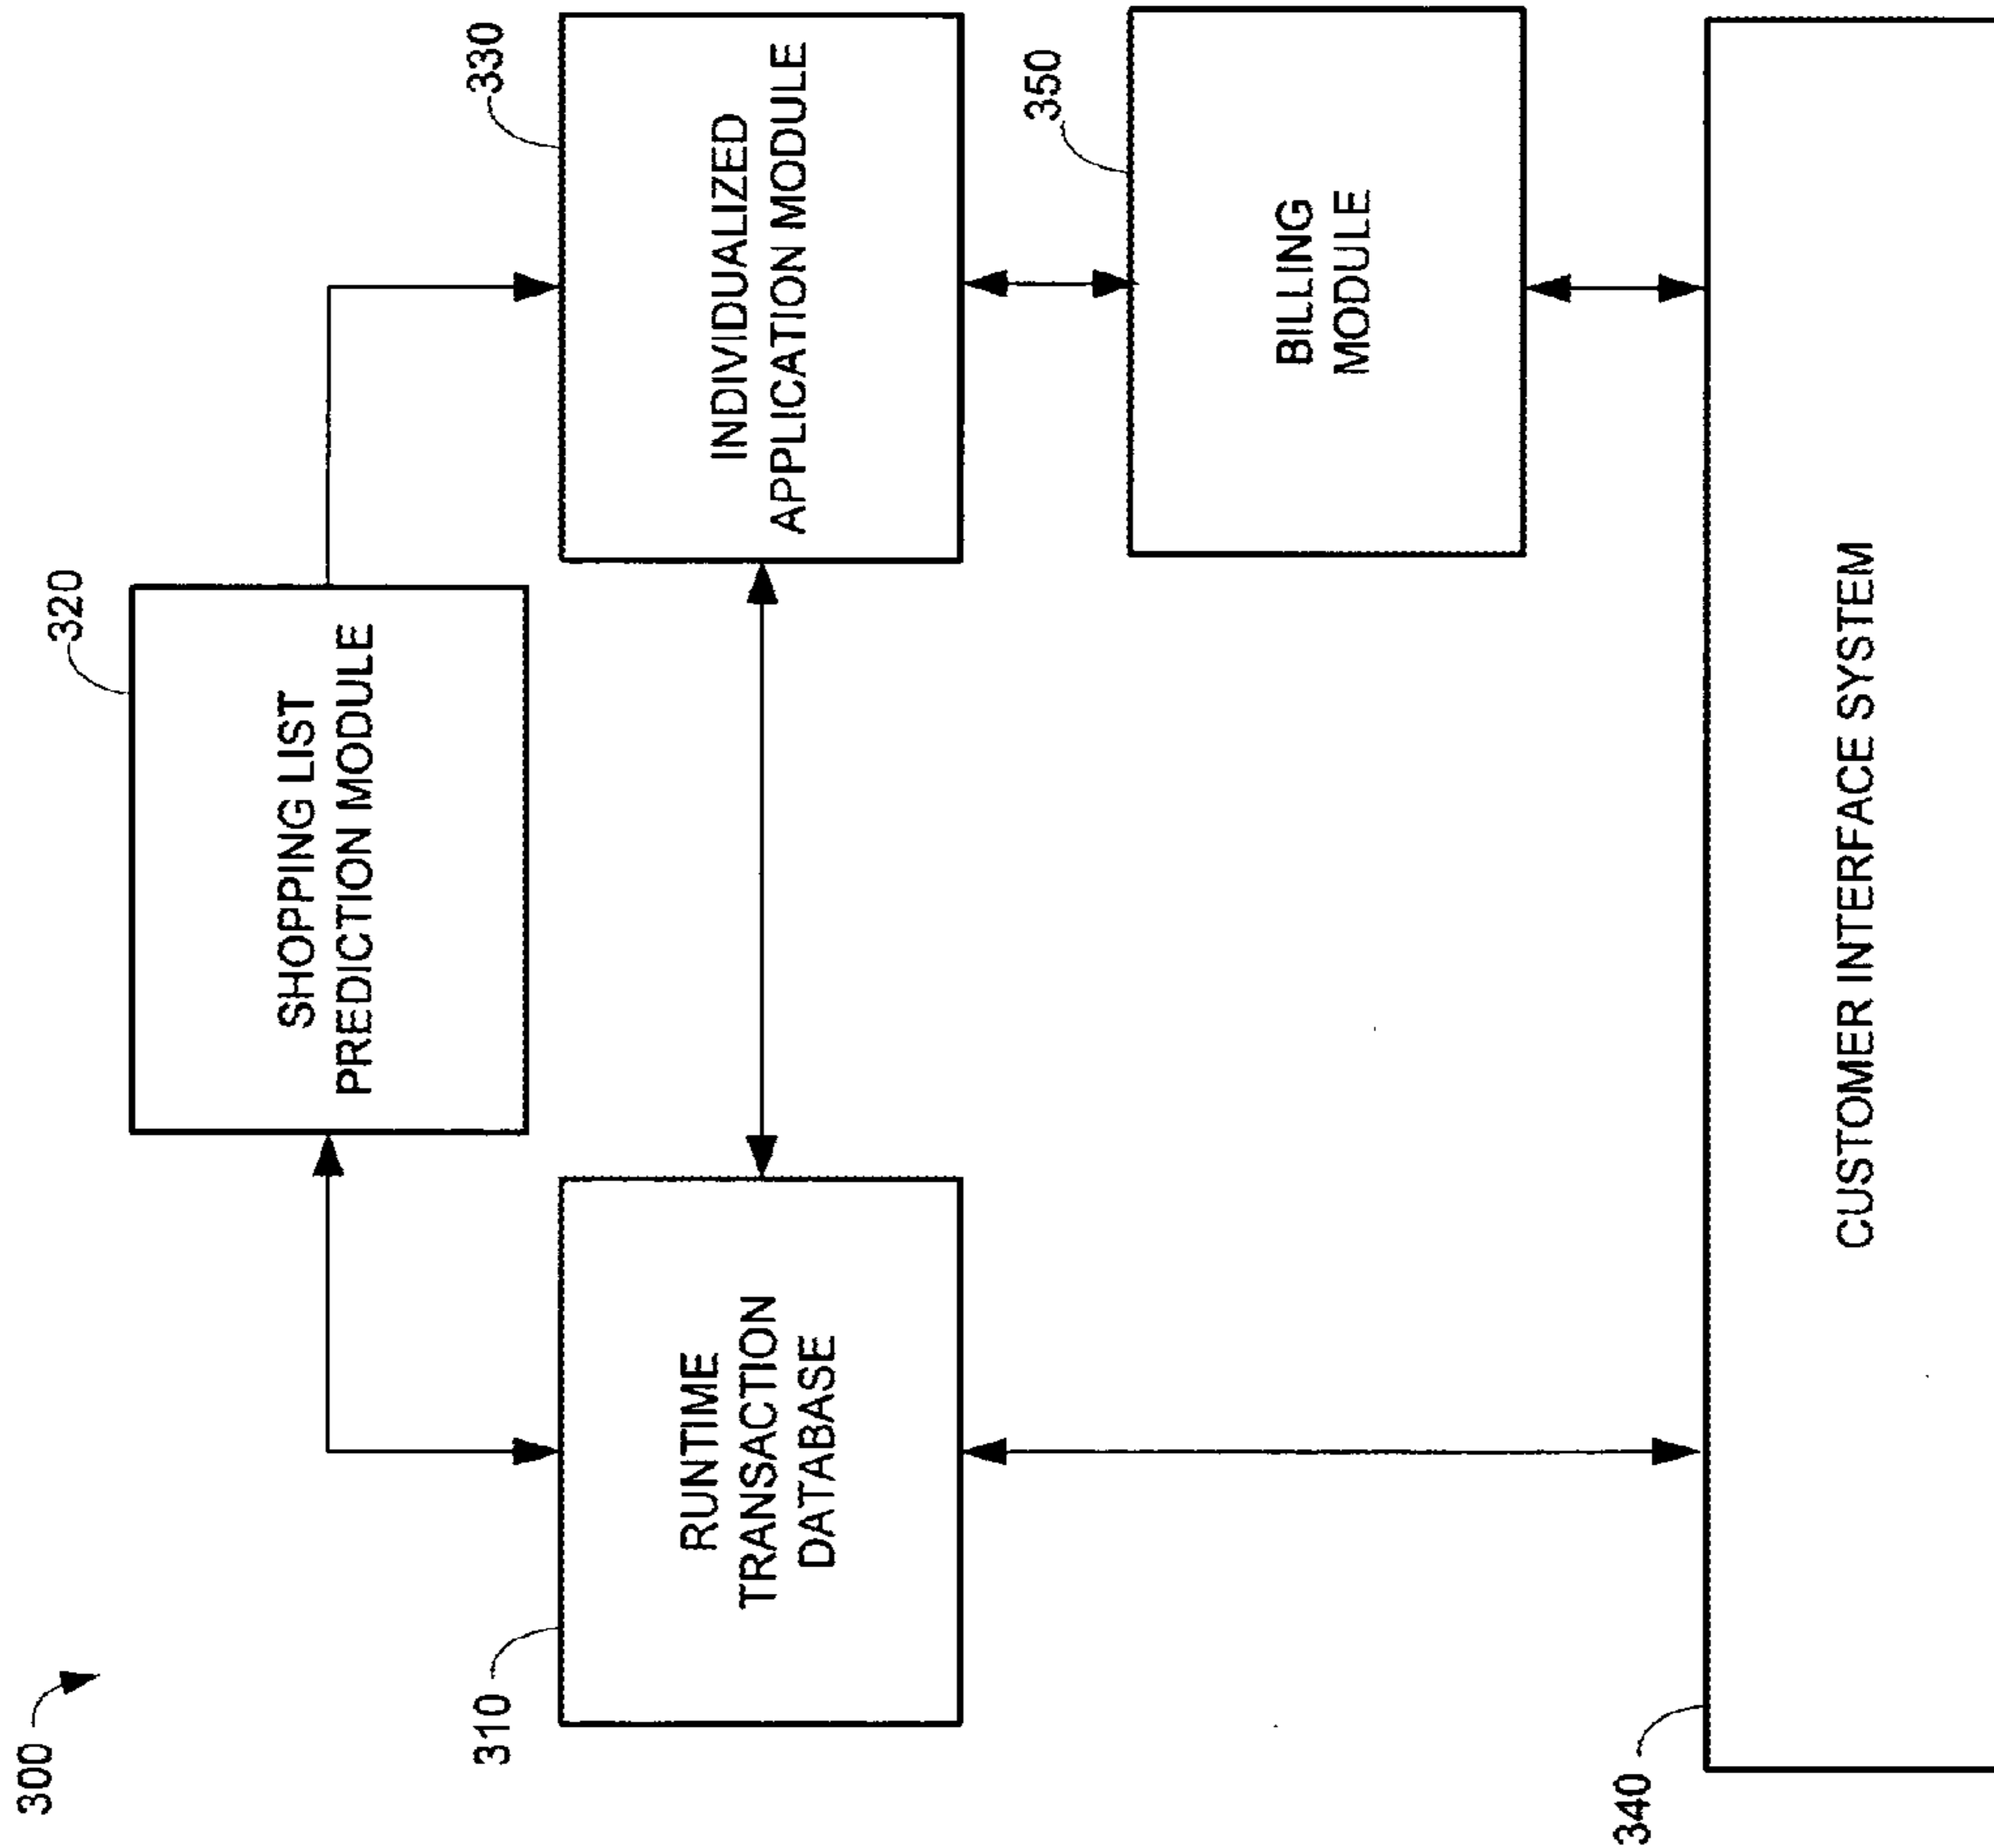 300
320
SHOPPING LIST
PREDICTION MODULE
310
RUNTIME
TRANSACTION
DATABASE
330
INDIVIDUALIZED
APPLICATION MODULE
350
BILLING
MODULE
340
CUSTOMER INTERFACE SYSTEM